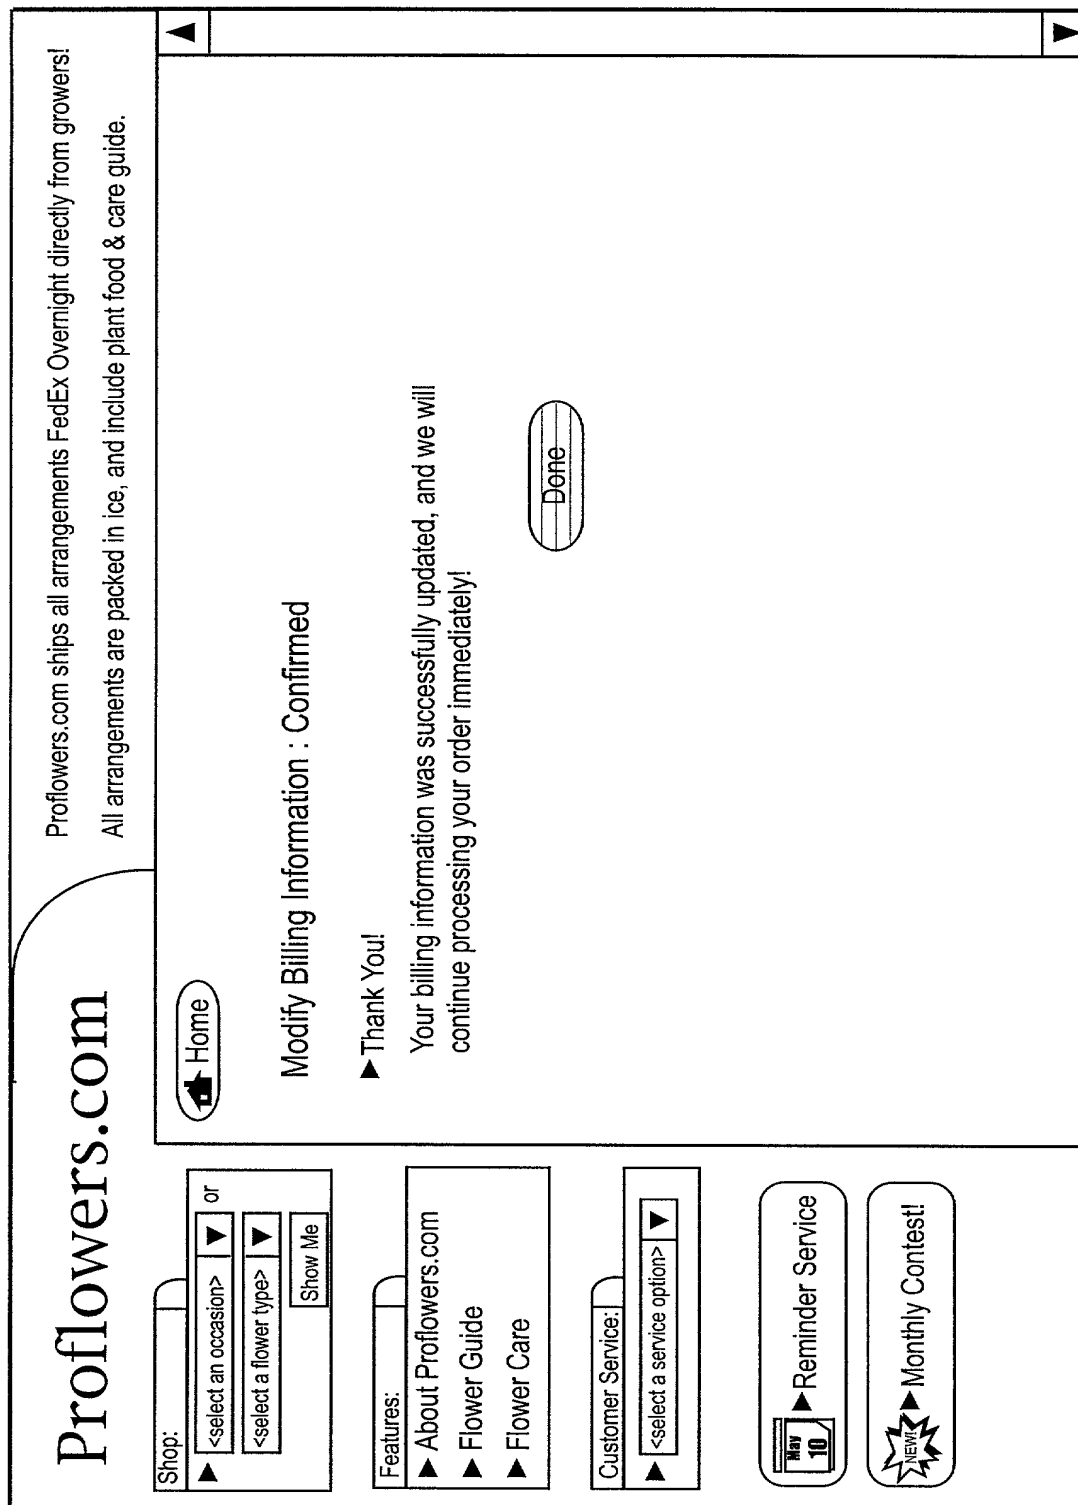 Proflowers.com
Proflowers.com ships all arrangements FedEx Overnight directly from growers!
All arrangements are packed in ice, and include plant food & care guide.
Shop:
<select an occasion> or
<select a flower type>
Show Me
Features:
About Proflowers.com
Flower Guide
Flower Care
Customer Service:
<select a service option>
May
10
Reminder Service
NEW!
Monthly Contest!
Home
Modify Billing Information : Confirmed
Thank You!
Your billing information was successfully updated, and we will
continue processing your order immediately!
Done